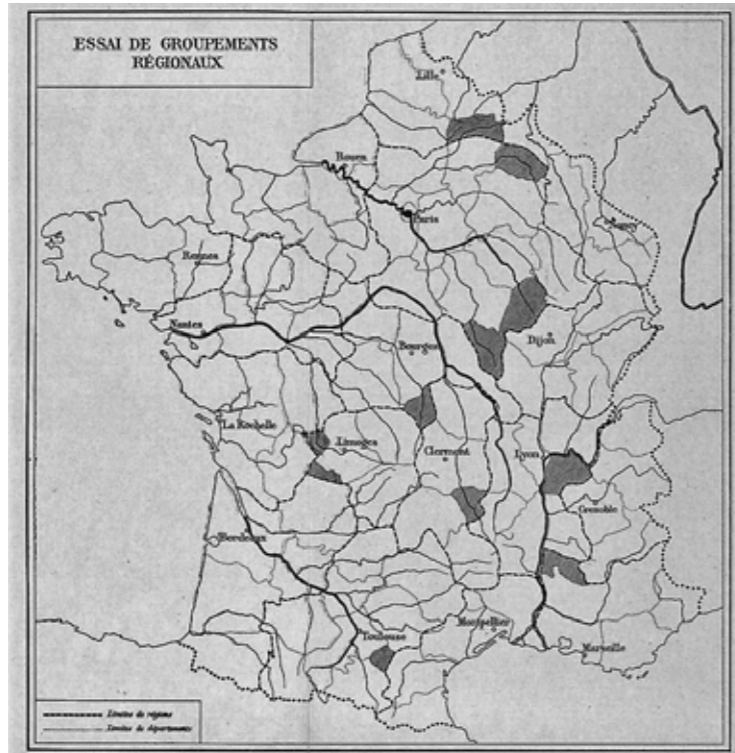 ESSAI DE GROUPEMENTS
RÉGIONAUX
Lille
Rouen
Paris
Nancy
Rennes
Nantes
Bourges
Dijon
La Rochelle
Limoges
Clermont
Lyon
Grenoble
Bordeaux
Toulouse
Montpellier
Marseille
Limites de régions
Limites de départements